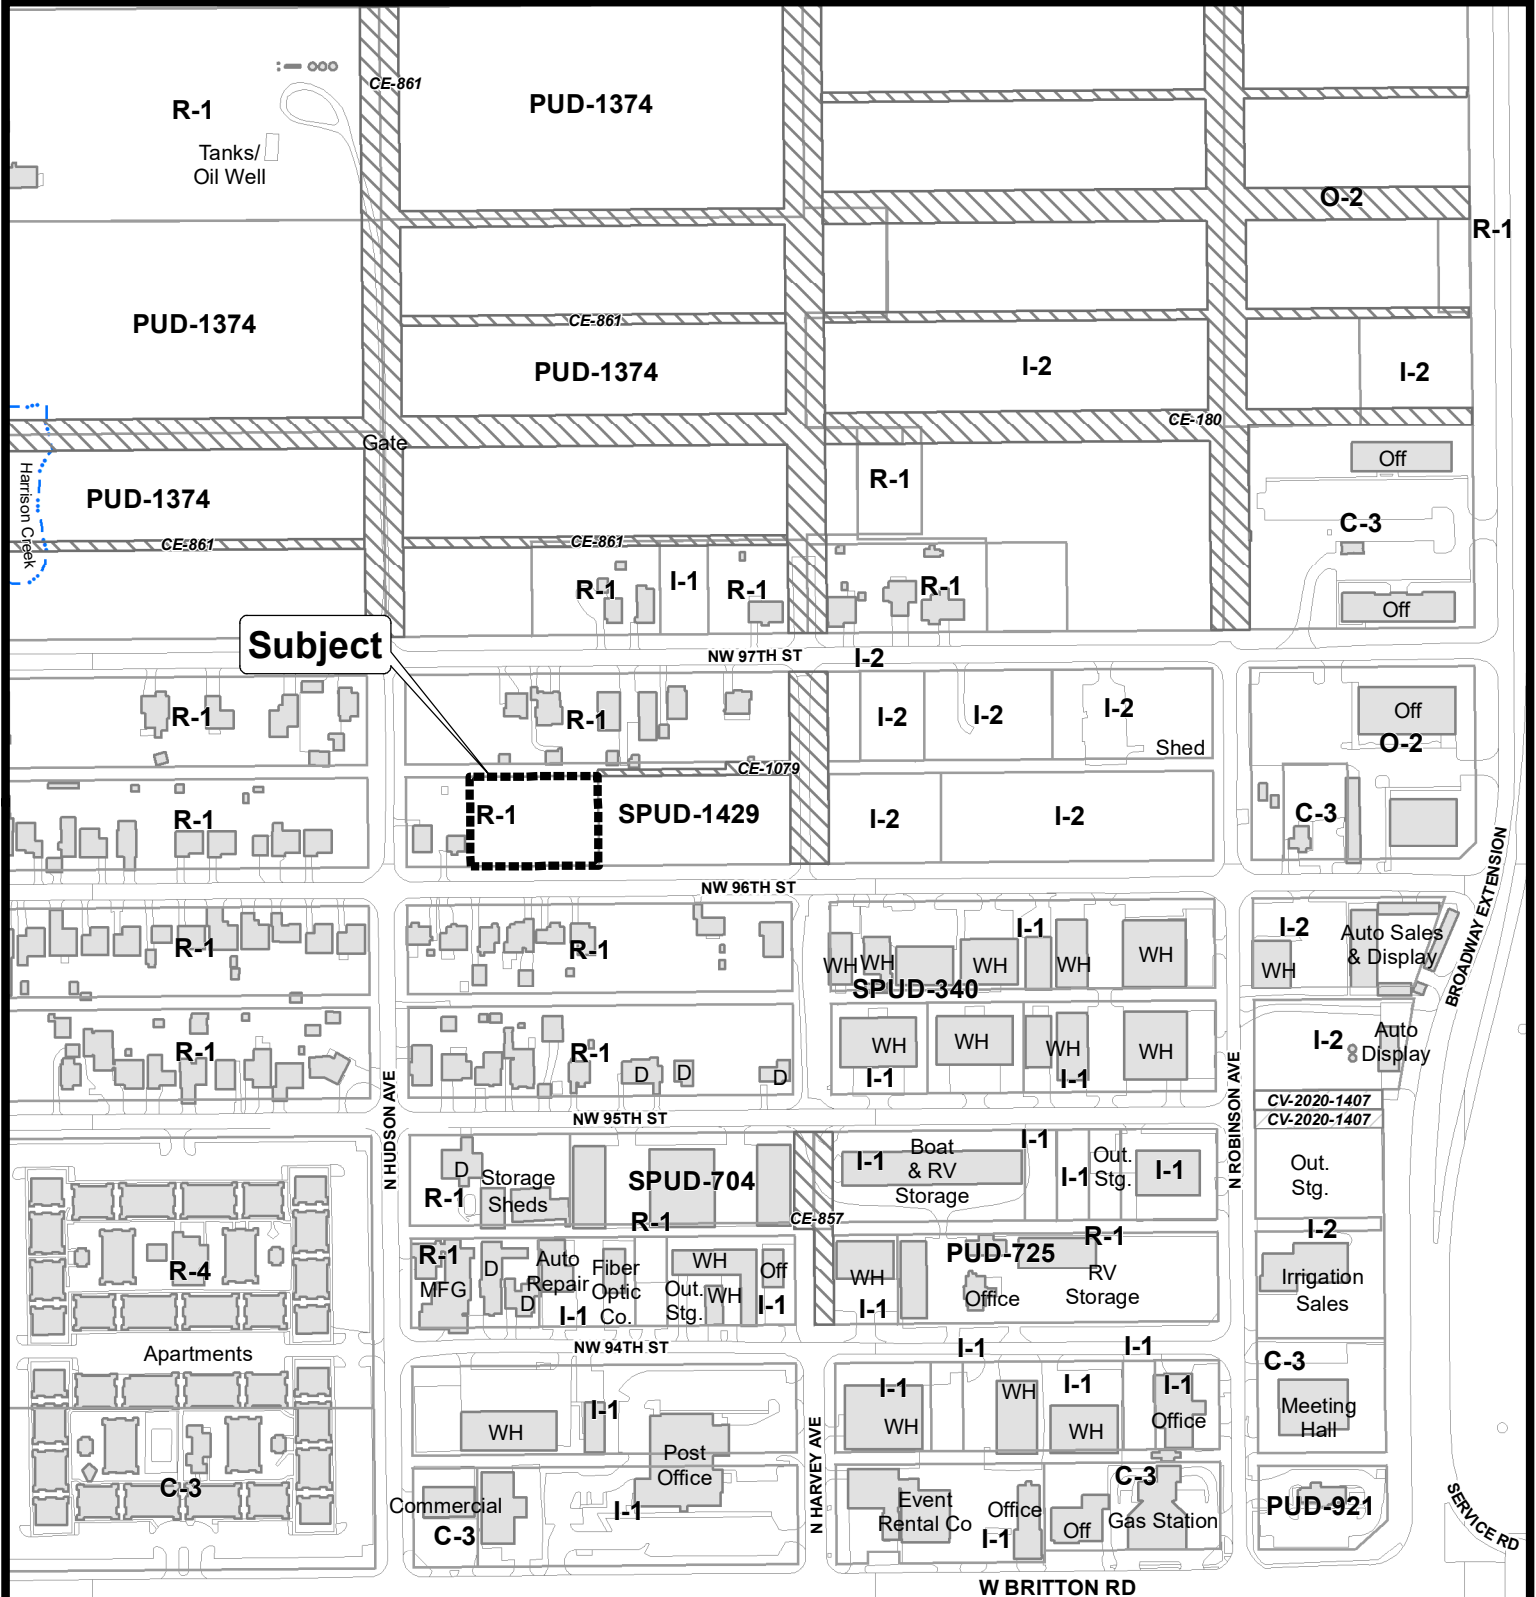 CE-861
PUD-1374
R-1
Tanks/
Oil Well
O-2
R-1
PUD-1374
CE-861
PUD-1374
I-2
I-2
CE-180
Gate
Off
Harrison Creek
PUD-1374
R-1
C-3
CE-861
CE-861
R-1
I-1
R-1
R-1
Off
Subject
NW 97TH ST
I-2
R-1
R-1
I-2
I-2
I-2
Shed
Off
O-2
CE-1079
R-1
R-1
SPUD-1429
I-2
I-2
C-3
NW 96TH ST
BROADWAY EXTENSION
R-1
R-1
I-1
WH
WH
WH
WH
WH
SPUD-340
I-2
WH
Auto Sales
& Display
R-1
R-1
D
D
D
WH
WH
WH
WH
I-1
I-1
I-2
Auto
Display
N HUDSON AVE
N ROBINSON AVE
CV-2020-1407
CV-2020-1407
NW 95TH ST
D
Storage
Sheds
R-1
SPUD-704
R-1
CE-857
I-1
Boat
& RV
Storage
I-1
I-1
Out.
Stg.
I-1
Out.
Stg.
I-2
R-1
MFG
D
D
Auto
Repair
I-1
Fiber
Optic
Co.
WH
Out.
Stg.
WH
Off
I-1
WH
I-1
PUD-725
Office
R-1
RV
Storage
Irrigation
Sales
R-4
Apartments
NW 94TH ST
I-1
I-1
C-3
WH
I-1
Post
Office
N HARVEY AVE
I-1
WH
WH
I-1
WH
I-1
Office
Meeting
Hall
C-3
Commercial
C-3
I-1
Event
Rental Co
Office
I-1
Off
C-3
Gas Station
PUD-921
SERVICE RD
W BRITTON RD